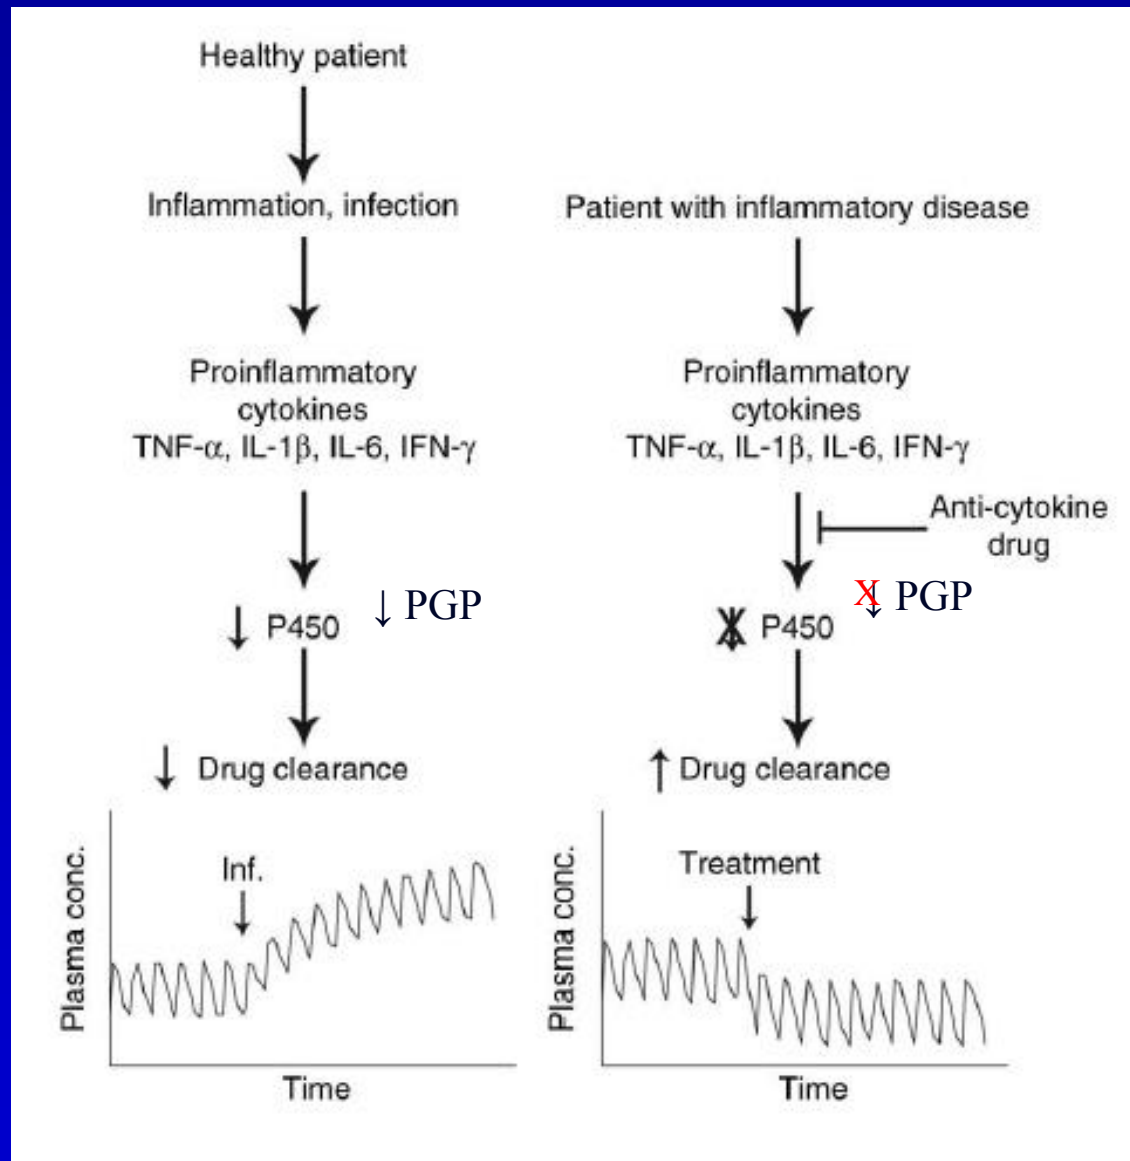 Healthy patient
Inflammation, infection
Proinflammatory
cytokines
TNF-α, IL-1β, IL-6, IFN-γ
↓ P450
↓ PGP
↓ Drug clearance
Inf.
Plasma conc.
Time
Patient with inflammatory disease
Proinflammatory
cytokines
TNF-α, IL-1β, IL-6, IFN-γ
Anti-cytokine
drug
X↓ P450
X↓ PGP
↑ Drug clearance
Treatment
Plasma conc.
Time